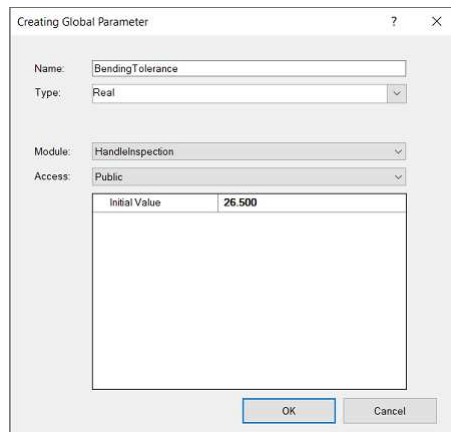 Creating Global Parameter ? ×
Name: BendingTolerance
Type: Real
Module: HandleInspection
Access: Public
Initial Value 26.500
OK Cancel